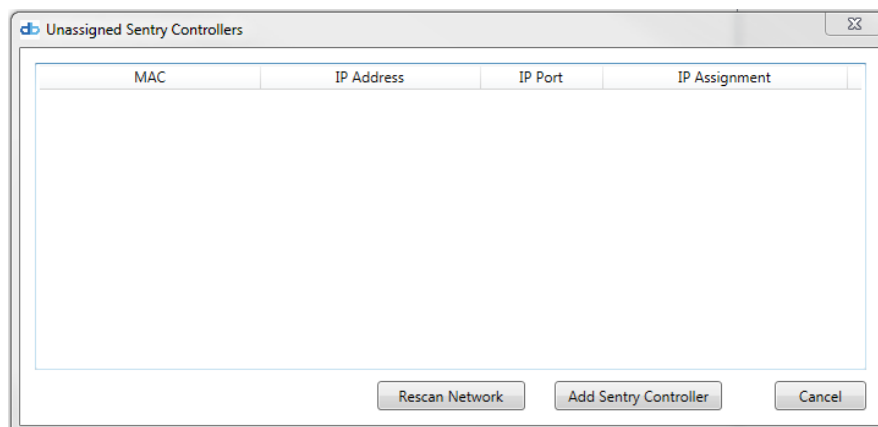 db Unassigned Sentry Controllers
MAC IP Address IP Port IP Assignment
Rescan Network Add Sentry Controller Cancel